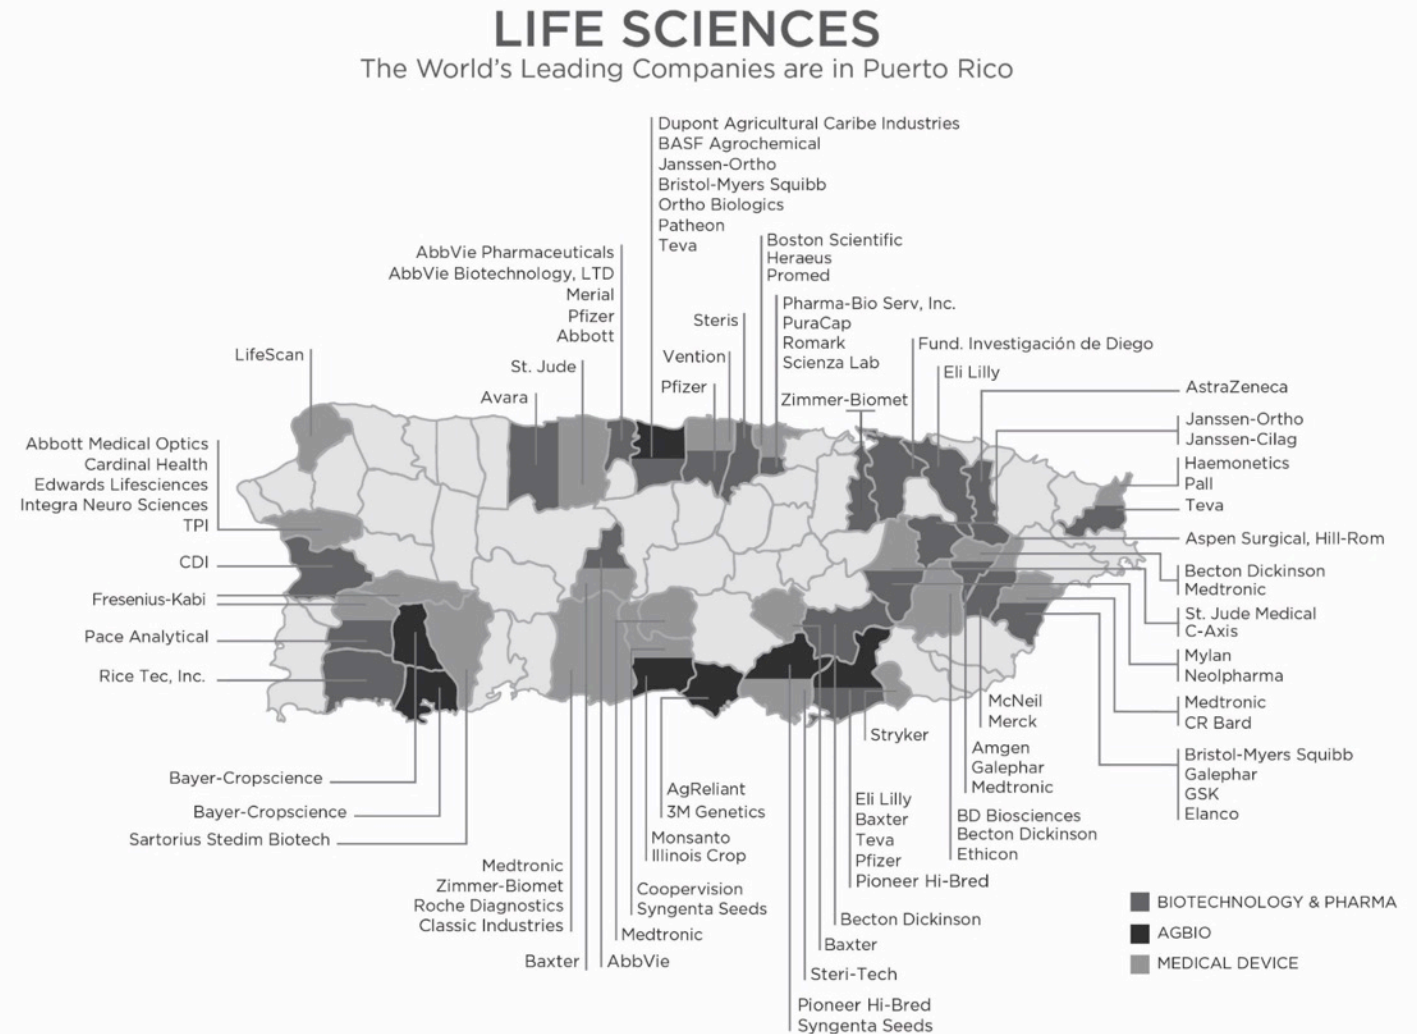 LIFE SCIENCES
The World's Leading Companies are in Puerto Rico
Dupont Agricultural Caribe Industries
BASF Agrochemical
Janssen-Ortho
Bristol-Myers Squibb
Ortho Biologics
Patheon
Teva
AbbVie Pharmaceuticals
AbbVie Biotechnology, LTD
Merial
Pfizer
Abbott
Boston Scientific
Heraeus
Promed
Pharma-Bio Serv, Inc.
PuraCap
Romark
Scienza Lab
Steris
Vention
Pfizer
LifeScan
St. Jude
Avara
Zimmer-Biomet
Fund. Investigación de Diego
Eli Lilly
AstraZeneca
Janssen-Ortho
Janssen-Cilag
Haemonetics
Pall
Teva
Aspen Surgical, Hill-Rom
Becton Dickinson
Medtronic
St. Jude Medical
C-Axis
Mylan
Neolpharma
Medtronic
CR Bard
Bristol-Myers Squibb
Galephar
GSK
Elanco
Abbott Medical Optics
Cardinal Health
Edwards Lifesciences
Integra Neuro Sciences
TPI
CDI
Fresenius-Kabi
Pace Analytical
Rice Tec, Inc.
Bayer-Cropscience
Bayer-Cropscience
Sartorius Stedim Biotech
Medtronic
Zimmer-Biomet
Roche Diagnostics
Classic Industries
Baxter
AbbVie
Medtronic
Coopervision
Syngenta Seeds
Monsanto
Illinois Crop
AgReliant
3M Genetics
Stryker
McNeil
Merck
Amgen
Galephar
Medtronic
BD Biosciences
Becton Dickinson
Ethicon
Eli Lilly
Baxter
Teva
Pfizer
Pioneer Hi-Bred
Becton Dickinson
Baxter
Steri-Tech
Pioneer Hi-Bred
Syngenta Seeds
BIOTECHNOLOGY & PHARMA
AGBIO
MEDICAL DEVICE